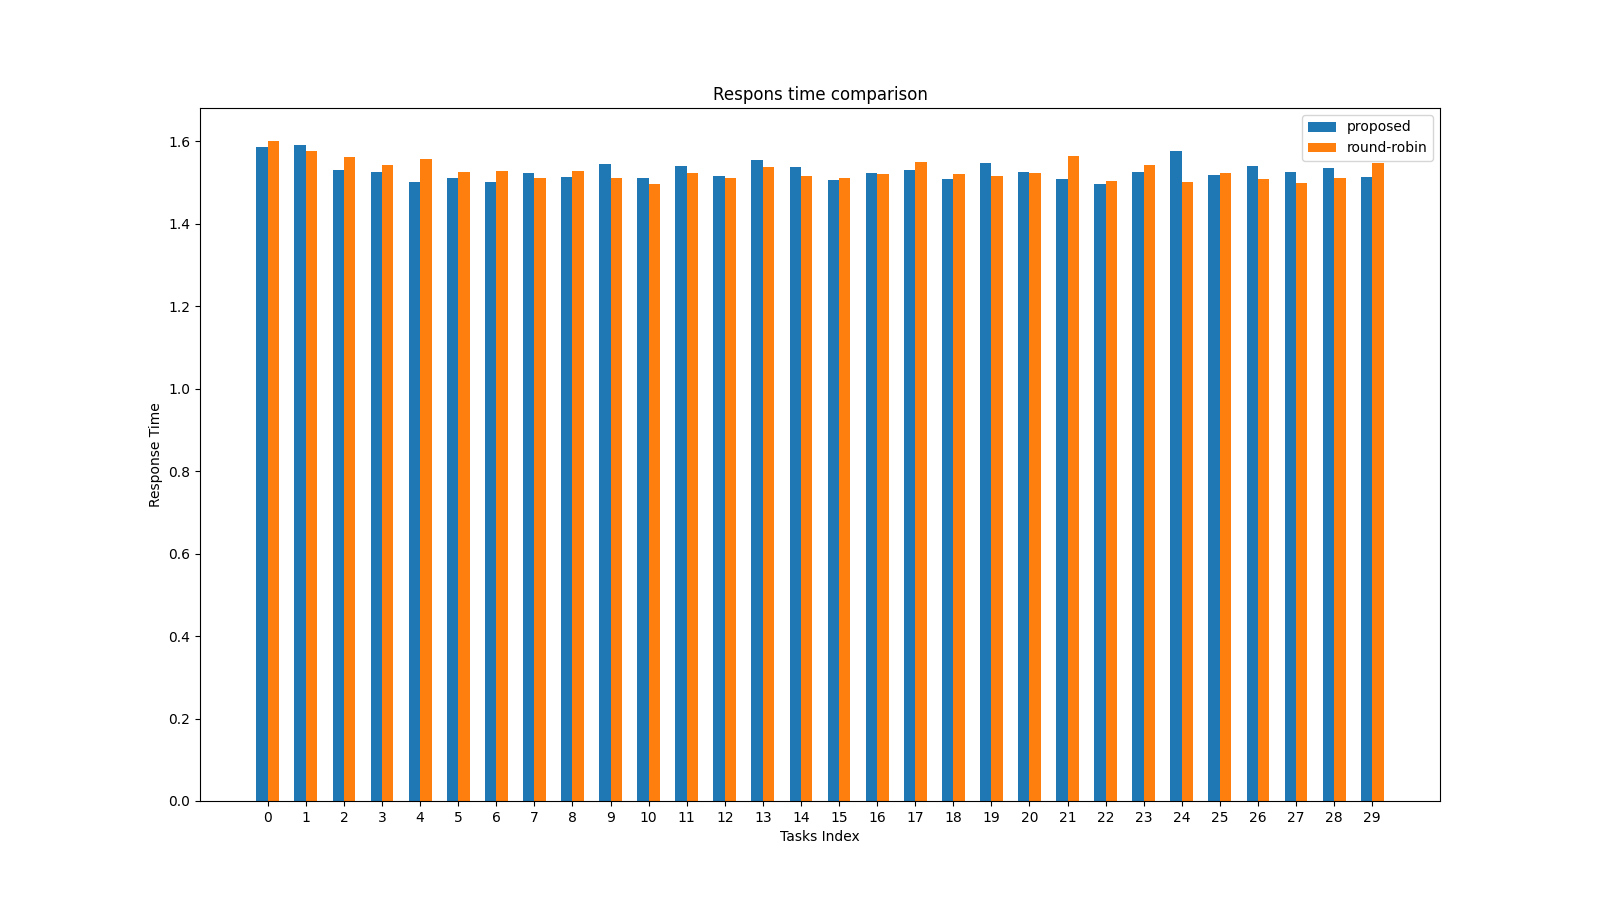 Respons time comparison
proposed
round-robin
1.6
1.4
1.2
1.0
0.8
0.6
0.4
0.2
0.0
Response Time
0 1 2 3 4 5 6 7 8 9 10 11 12 13 14 15 16 17 18 19 20 21 22 23 24 25 26 27 28 29
Tasks Index